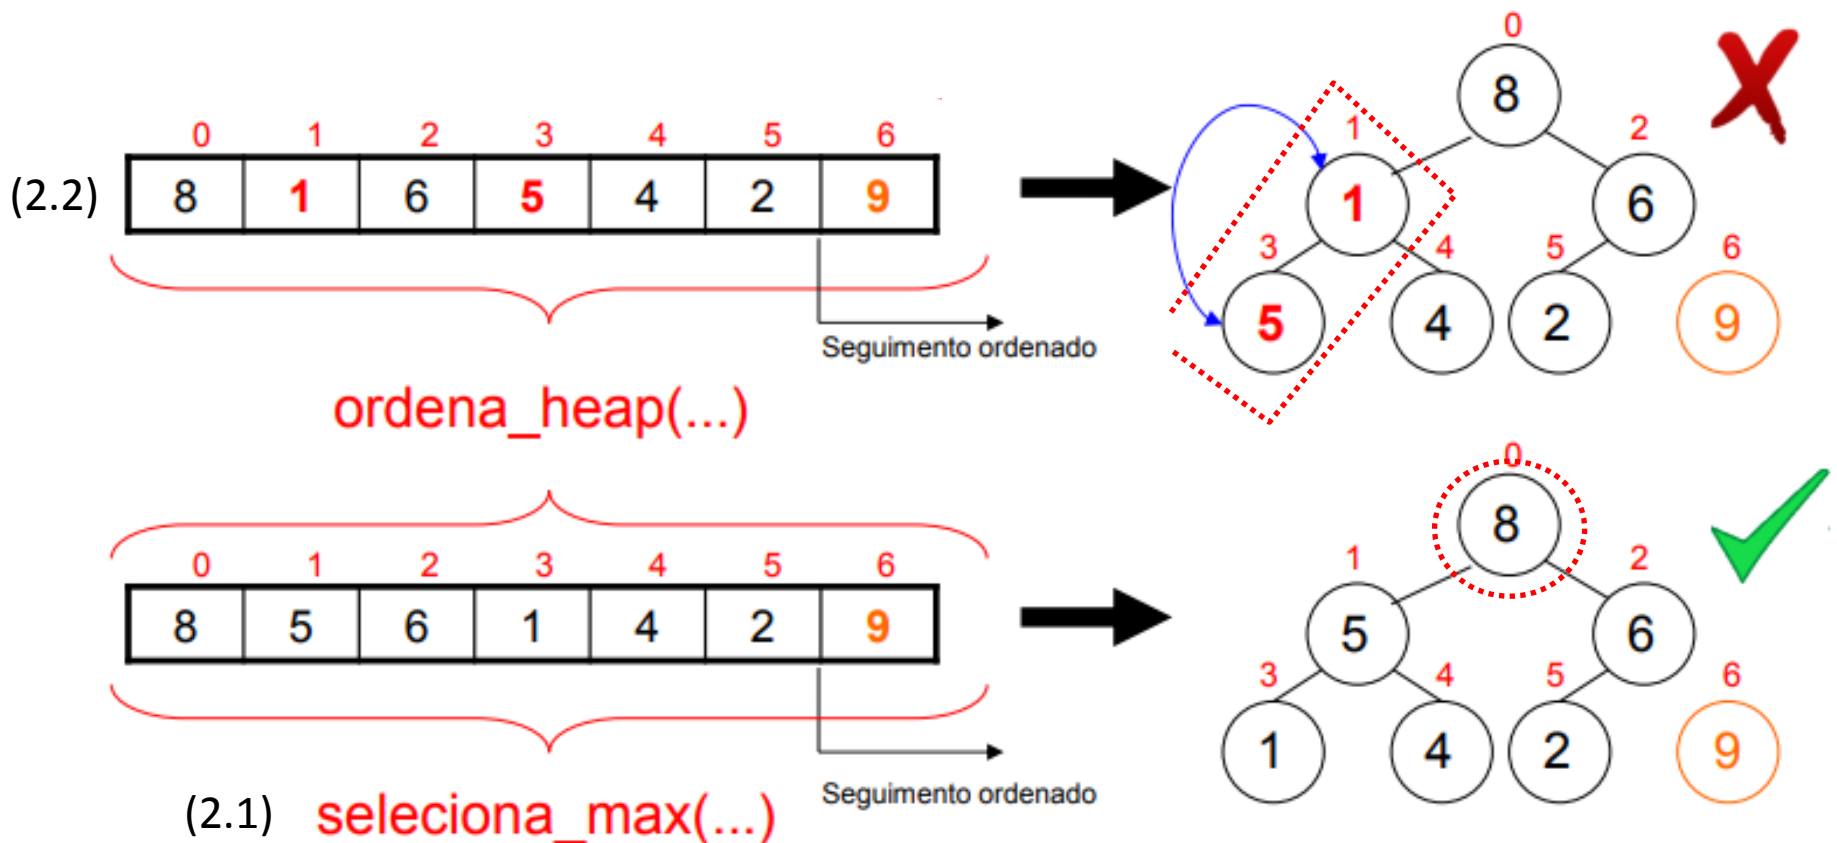 0 1 2 3 4 5 6
(2.2) 8 1 6 5 4 2 9
Seguimento ordenado
ordena_heap(...)
0
8
1 2
1 6
3 4 5 6
5 4 2 9
0 1 2 3 4 5 6
8 5 6 1 4 2 9
Seguimento ordenado
(2.1) seleciona_max(...)
0
8
1 2
5 6
3 4 5 6
1 4 2 9